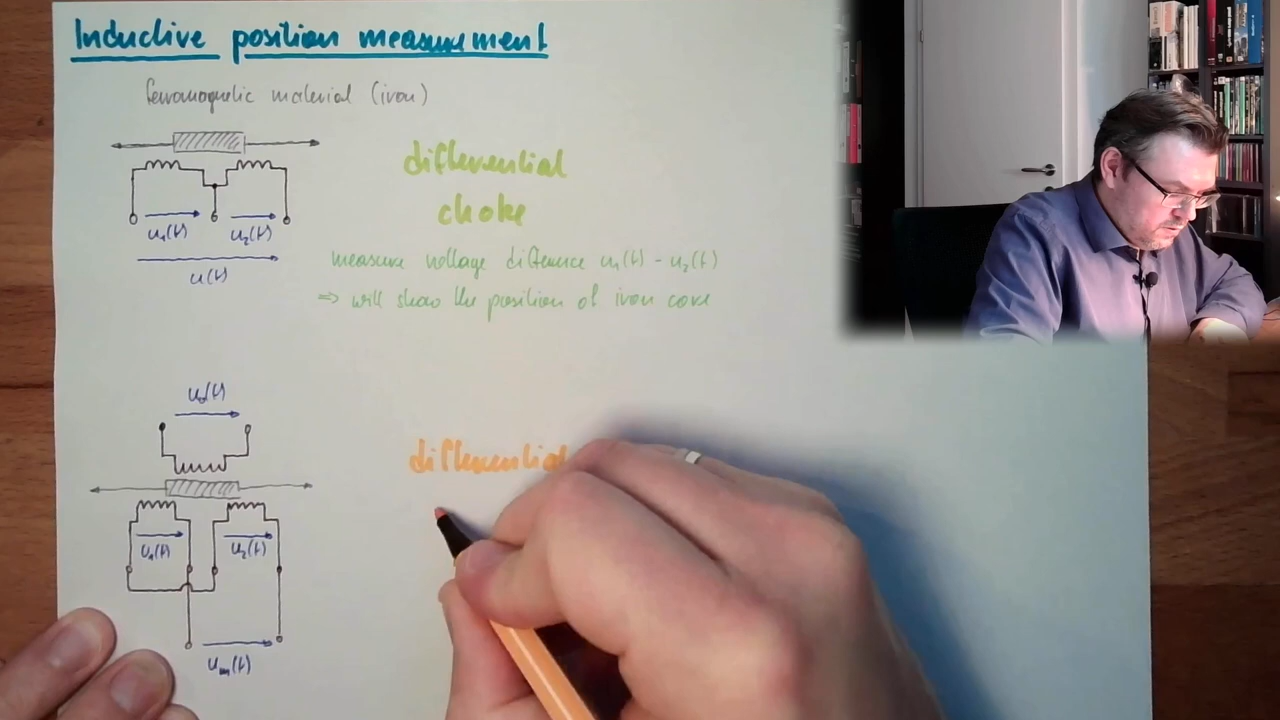 Inductive position measurement
ferromagnetic material (iron)
differential
choke
u₁(t) u₂(t)
u(t)
measure voltage difference u₁(t) - u₂(t)
=> will show the position of iron core
u₀(t)
differential
u₁(t) u₂(t)
uₘ(t)